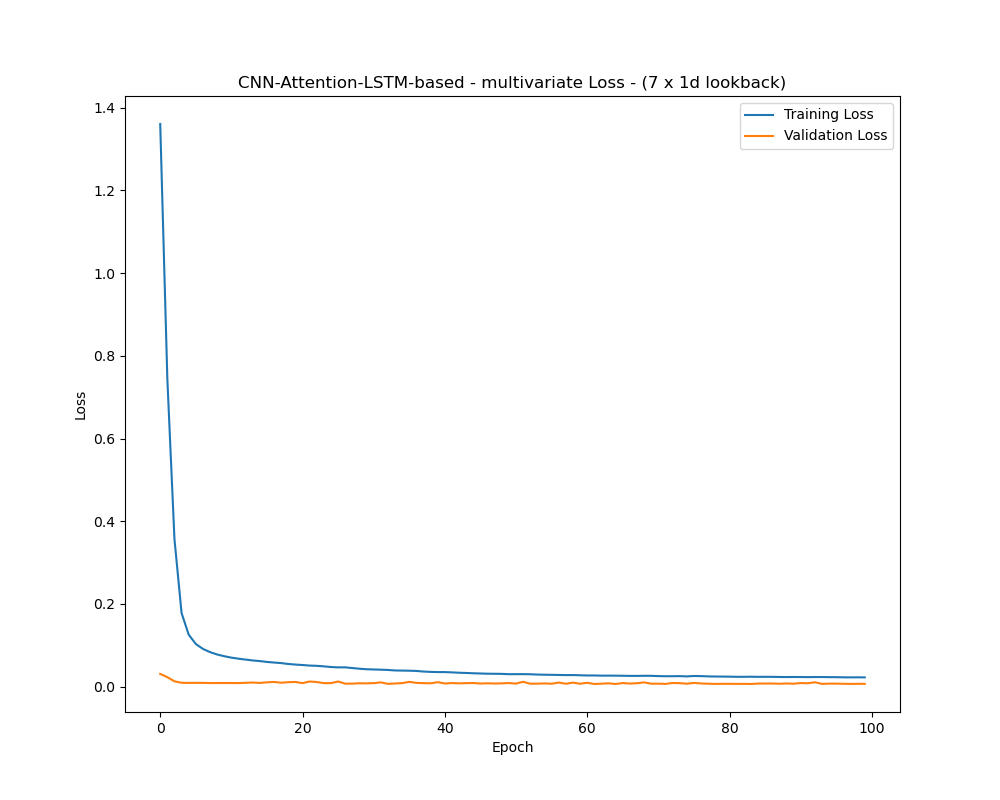 CNN-Attention-LSTM-based - multivariate Loss - (7 x 1d lookback)
Training Loss
Validation Loss
1.4
1.2
1.0
0.8
0.6
0.4
0.2
0.0
Loss
0 20 40 60 80 100
Epoch